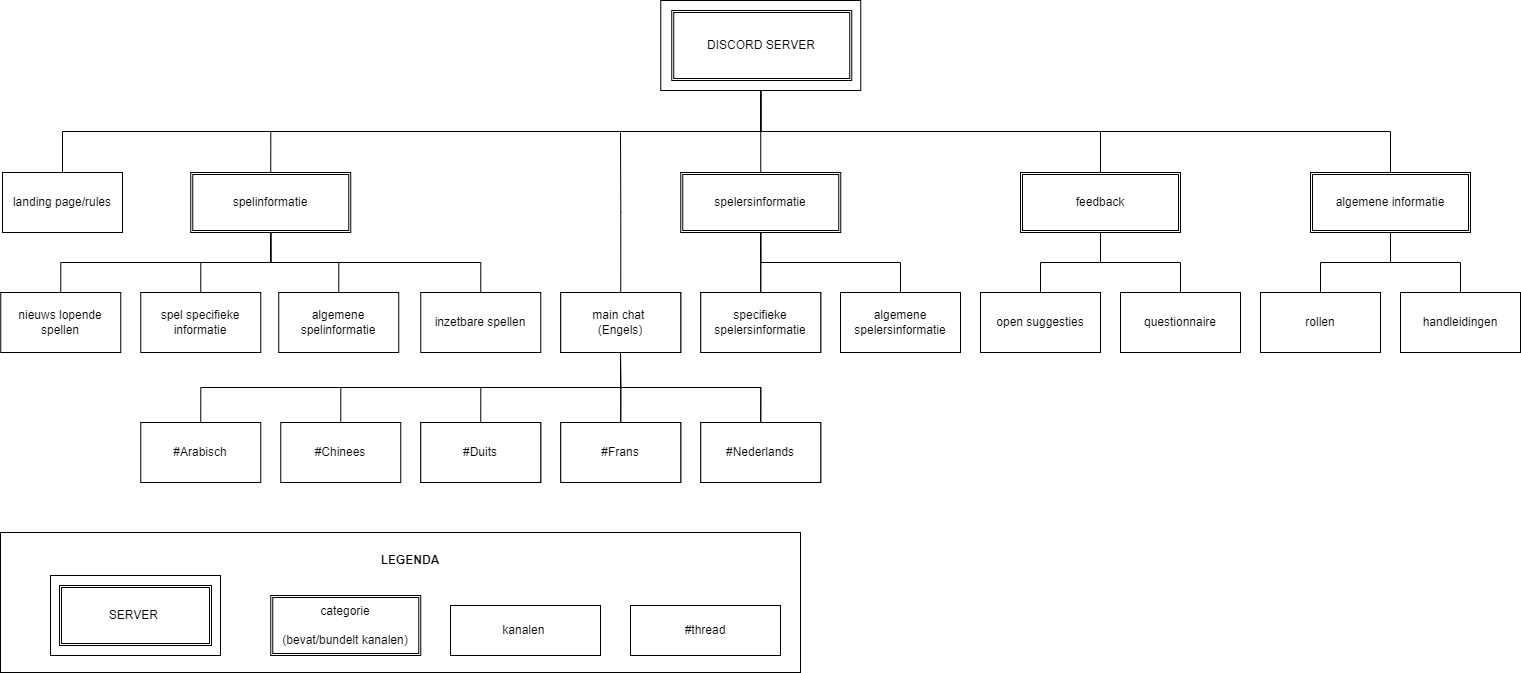 DISCORD SERVER
landing page/rules
spelinformatie
spelersinformatie
feedback
algemene informatie
nieuws lopende
spellen
spel specifieke
informatie
algemene
spelinformatie
inzetbare spellen
main chat
(Engels)
specifieke
spelersinformatie
algemene
spelersinformatie
open suggesties
questionnaire
rollen
handleidingen
#Arabisch
#Chinees
#Duits
#Frans
#Nederlands
LEGENDA
SERVER
categorie
(bevat/bundelt kanalen)
kanalen
#thread